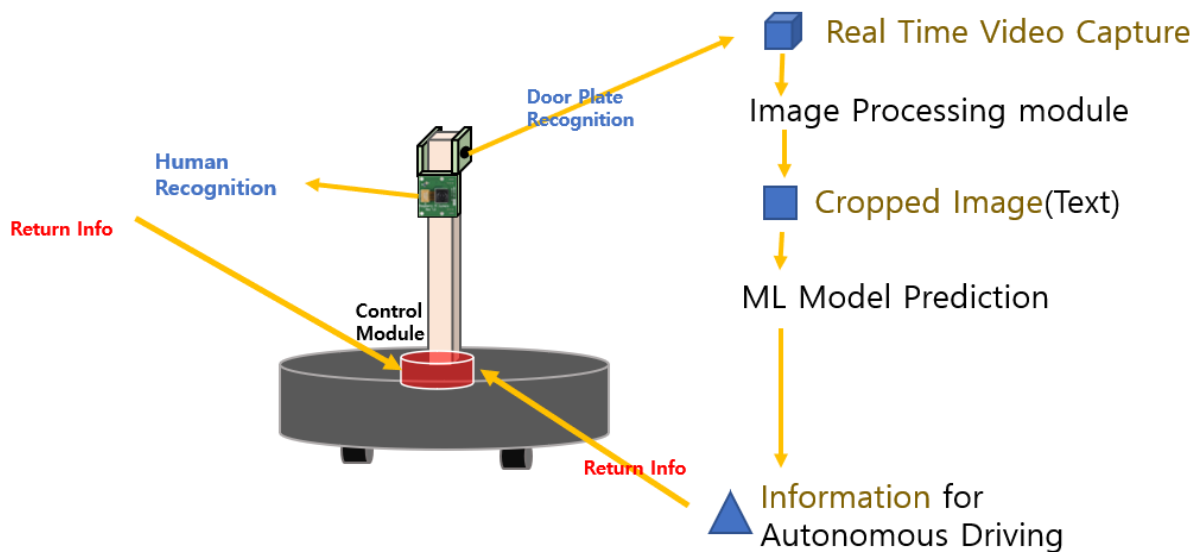 Real Time Video Capture
Door Plate
Recognition
Image Processing module
Human
Recognition
Cropped Image(Text)
Return Info
ML Model Prediction
Control
Module
Return Info
Information for
Autonomous Driving